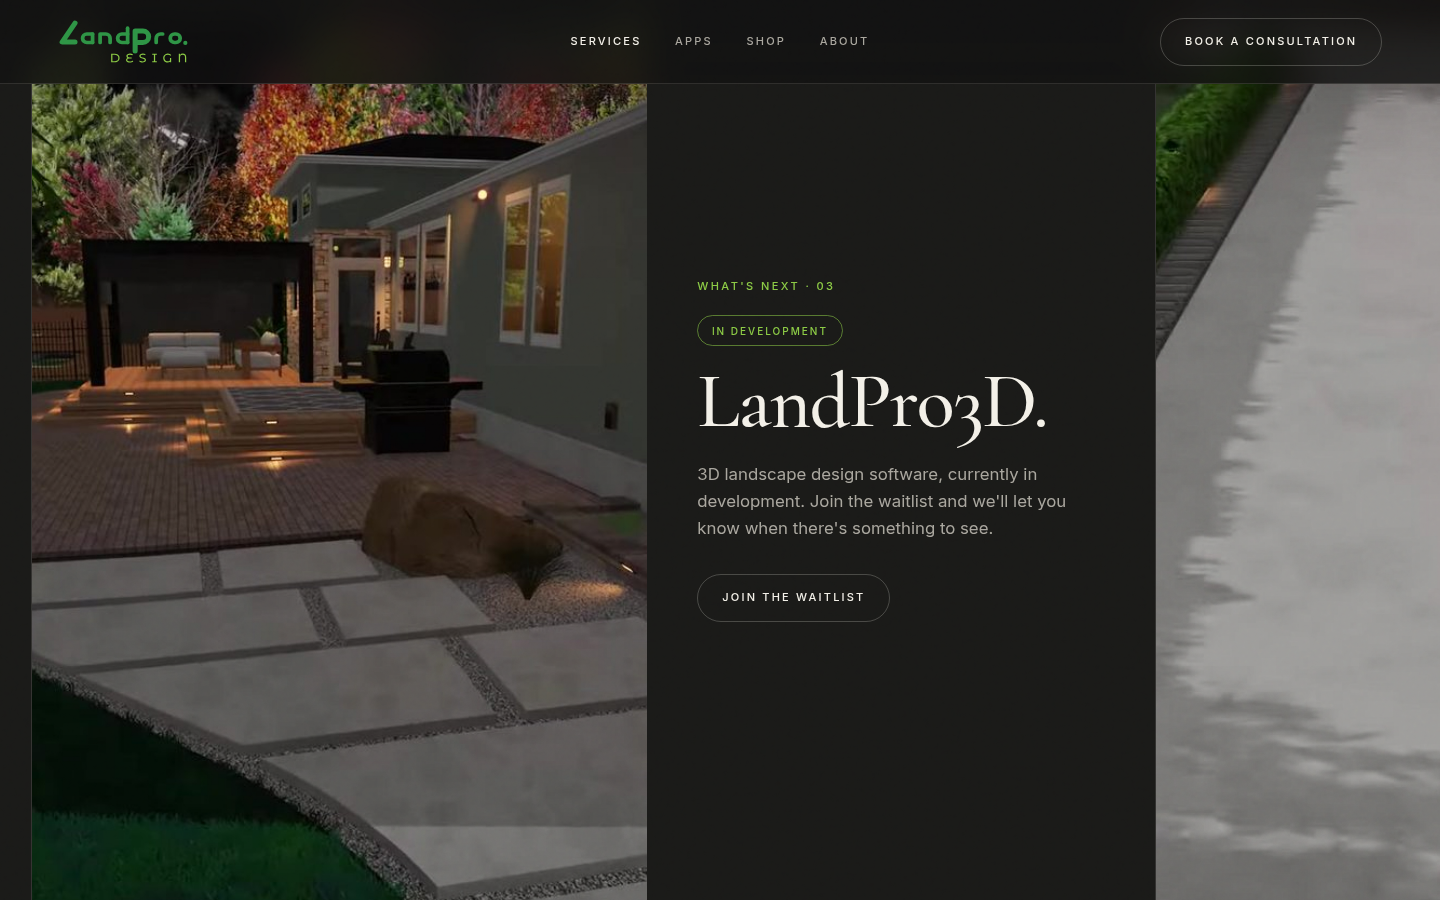 Landpro.
DESIGN
SERVICES APPS SHOP ABOUT
BOOK A CONSULTATION
WHAT'S NEXT · 03
IN DEVELOPMENT
LandPro3D.
3D landscape design software, currently in
development. Join the waitlist and we'll let you
know when there's something to see.
JOIN THE WAITLIST